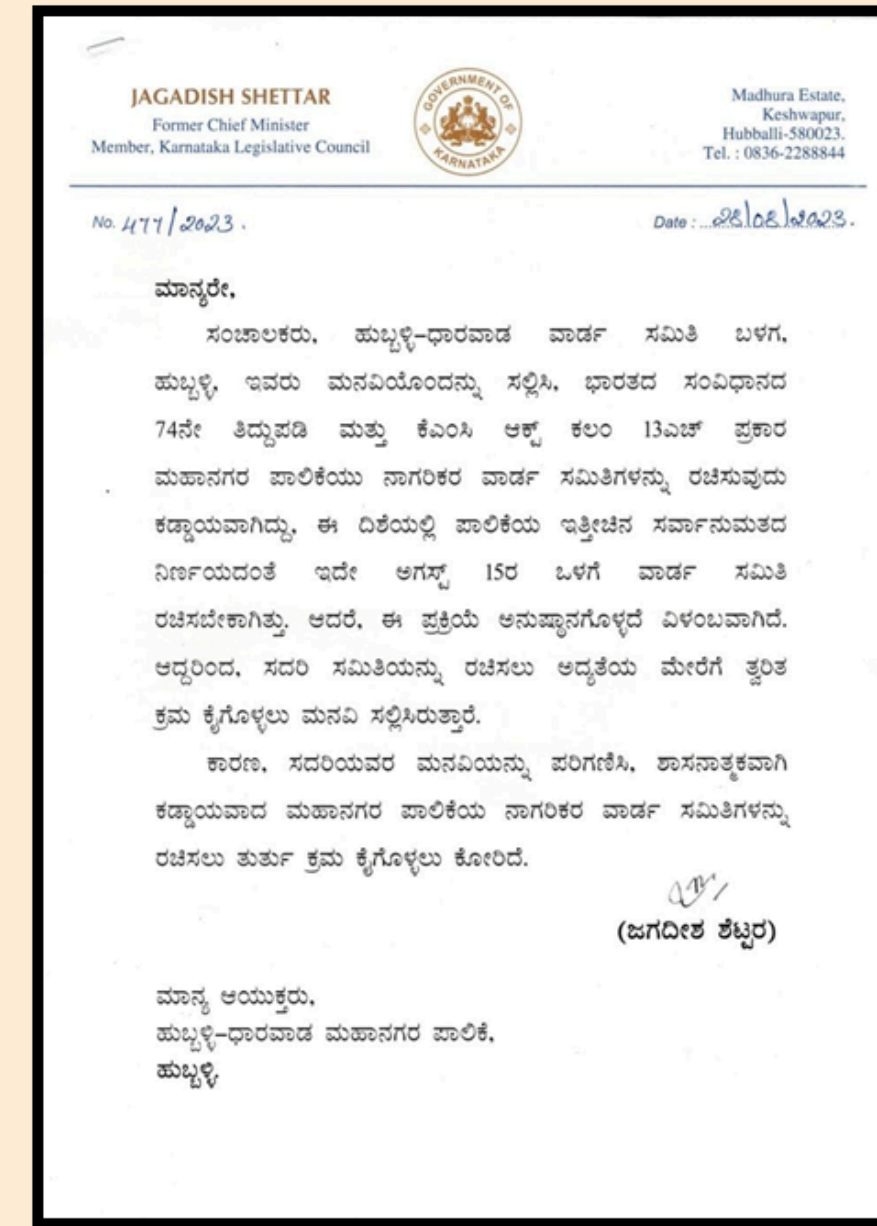 JAGADISH SHETTAR
Former Chief Minister
Member, Karnataka Legislative Council
GOVERNMENT OF
KARNATAKA
Madhura Estate,
Keshwapur,
Hubballi-580023.
Tel. : 0836-2288844
No. 477/2023.
Date : 28/08/2023.
ಮಾನ್ಯರೇ,
ಸಂಚಾಲಕರು, ಹುಬ್ಬಳ್ಳಿ-ಧಾರವಾಡ ವಾರ್ಡ ಸಮಿತಿ ಬಳಗ,
ಹುಬ್ಬಳ್ಳಿ, ಇವರು ಮನವಿಯೊಂದನ್ನು ಸಲ್ಲಿಸಿ, ಭಾರತದ ಸಂವಿಧಾನದ
74ನೇ ತಿದ್ದುಪಡಿ ಮತ್ತು ಕೆಎಂಸಿ ಆಕ್ಟ್ ಕಲಂ 13ಎಚ್ ಪ್ರಕಾರ
ಮಹಾನಗರ ಪಾಲಿಕೆಯು ನಾಗರಿಕರ ವಾರ್ಡ ಸಮಿತಿಗಳನ್ನು ರಚಿಸುವುದು
ಕಡ್ಡಾಯವಾಗಿದ್ದು, ಈ ದಿಶೆಯಲ್ಲಿ ಪಾಲಿಕೆಯ ಇತ್ತೀಚಿನ ಸರ್ವಾನುಮತದ
ನಿರ್ಣಯದಂತೆ ಇದೇ ಅಗಸ್ಟ್ 15ರ ಒಳಗೆ ವಾರ್ಡ ಸಮಿತಿ
ರಚಿಸಬೇಕಾಗಿತ್ತು. ಆದರೆ, ಈ ಪ್ರಕ್ರಿಯೆ ಅನುಷ್ಠಾನಗೊಳ್ಳದೆ ವಿಳಂಬವಾಗಿದೆ.
ಆದ್ದರಿಂದ, ಸದರಿ ಸಮಿತಿಯನ್ನು ರಚಿಸಲು ಅದ್ಯತೆಯ ಮೇರೆಗೆ ತ್ವರಿತ
ಕ್ರಮ ಕೈಗೊಳ್ಳಲು ಮನವಿ ಸಲ್ಲಿಸಿರುತ್ತಾರೆ.
ಕಾರಣ, ಸದರಿಯವರ ಮನವಿಯನ್ನು ಪರಿಗಣಿಸಿ, ಶಾಸನಾತ್ಮಕವಾಗಿ
ಕಡ್ಡಾಯವಾದ ಮಹಾನಗರ ಪಾಲಿಕೆಯ ನಾಗರಿಕರ ವಾರ್ಡ ಸಮಿತಿಗಳನ್ನು
ರಚಿಸಲು ತುರ್ತು ಕ್ರಮ ಕೈಗೊಳ್ಳಲು ಕೋರಿದೆ.
(ಜಗದೀಶ ಶೆಟ್ಟರ)
ಮಾನ್ಯ ಆಯುಕ್ತರು,
ಹುಬ್ಬಳ್ಳಿ-ಧಾರವಾಡ ಮಹಾನಗರ ಪಾಲಿಕೆ,
ಹುಬ್ಬಳ್ಳಿ.